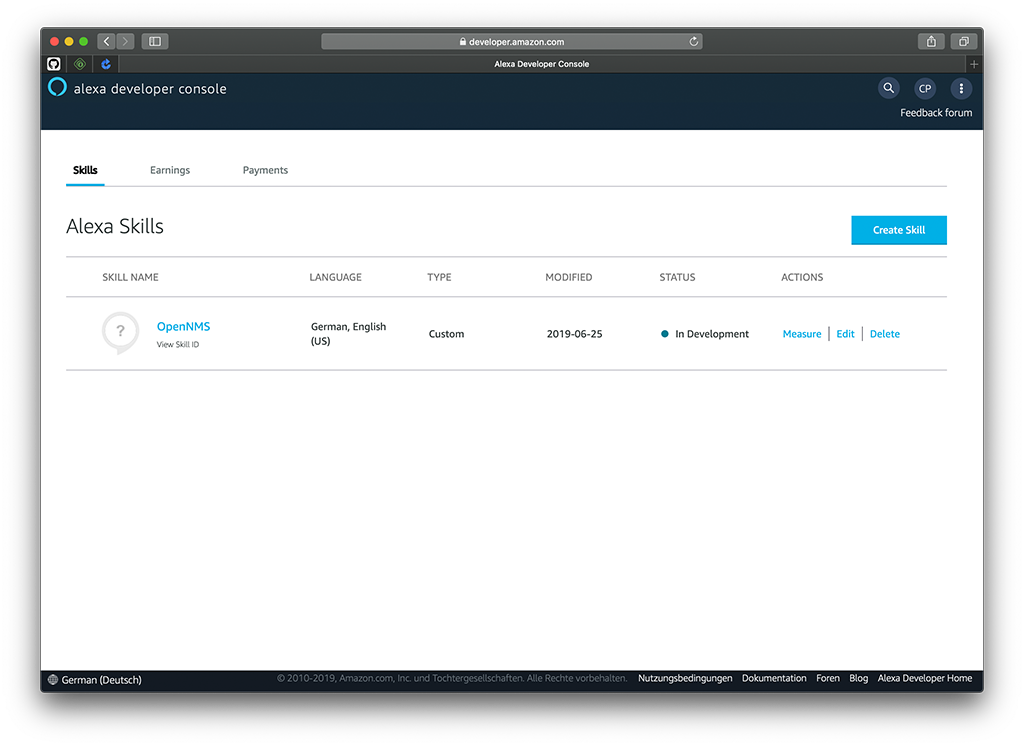 developer.amazon.com
Alexa Developer Console
alexa developer console
CP
Feedback forum
Skills Earnings Payments
Alexa Skills
Create Skill
SKILL NAME LANGUAGE TYPE MODIFIED STATUS ACTIONS
?
OpenNMS
View Skill ID
German, English
(US)
Custom
2019-06-25
In Development
Measure | Edit | Delete
German (Deutsch)
© 2010-2019, Amazon.com, Inc. und Tochtergesellschaften. Alle Rechte vorbehalten.
Nutzungsbedingungen Dokumentation Foren Blog Alexa Developer Home